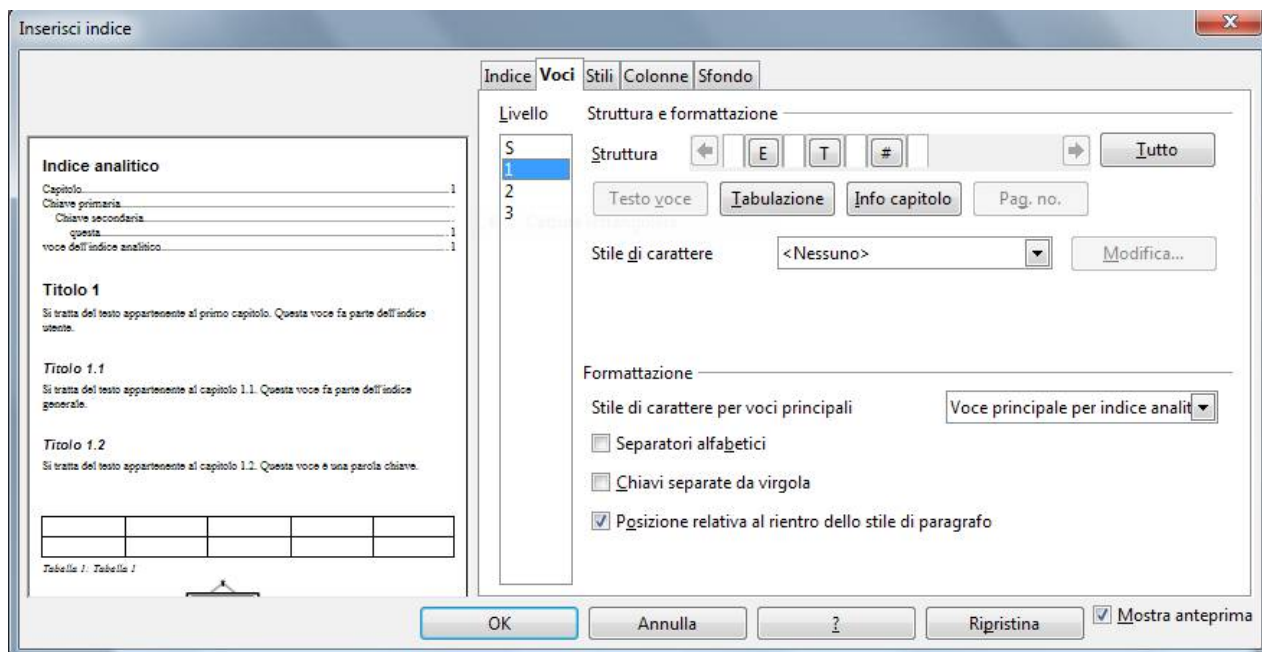 Inserisci indice
Indice analitico
Capitolo 1
Chiave primaria
Chiave secondaria
questa 1
voce dell'indice analitico 1
Titolo 1
Si tratta del testo appartenente al primo capitolo. Questa voce fa parte dell'indice
utente.
Titolo 1.1
Si tratta del testo appartenente al capitolo 1.1. Questa voce fa parte dell'indice
generale.
Titolo 1.2
Si tratta del testo appartenente al capitolo 1.2. Questa voce è una parola chiave.
Tabella 1: Tabella 1
Indice Voci Stili Colonne Sfondo
Livello Struttura e formattazione
S
1
2
3
Struttura E T # Tutto
Testo voce Tabulazione Info capitolo Pag. no.
Stile di carattere <Nessuno> Modifica...
Formattazione
Stile di carattere per voci principali Voce principale per indice analit
Separatori alfabetici
Chiavi separate da virgola
Posizione relativa al rientro dello stile di paragrafo
OK Annulla ? Ripristina Mostra anteprima